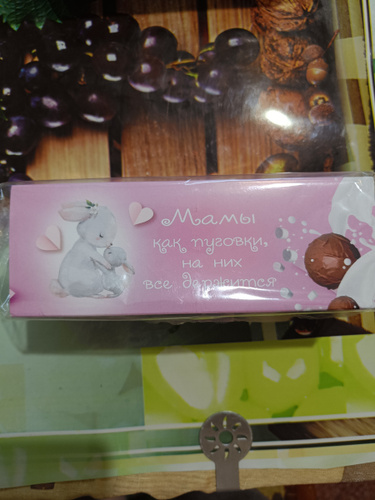 Мамы
как пуговки,
на них
все держится